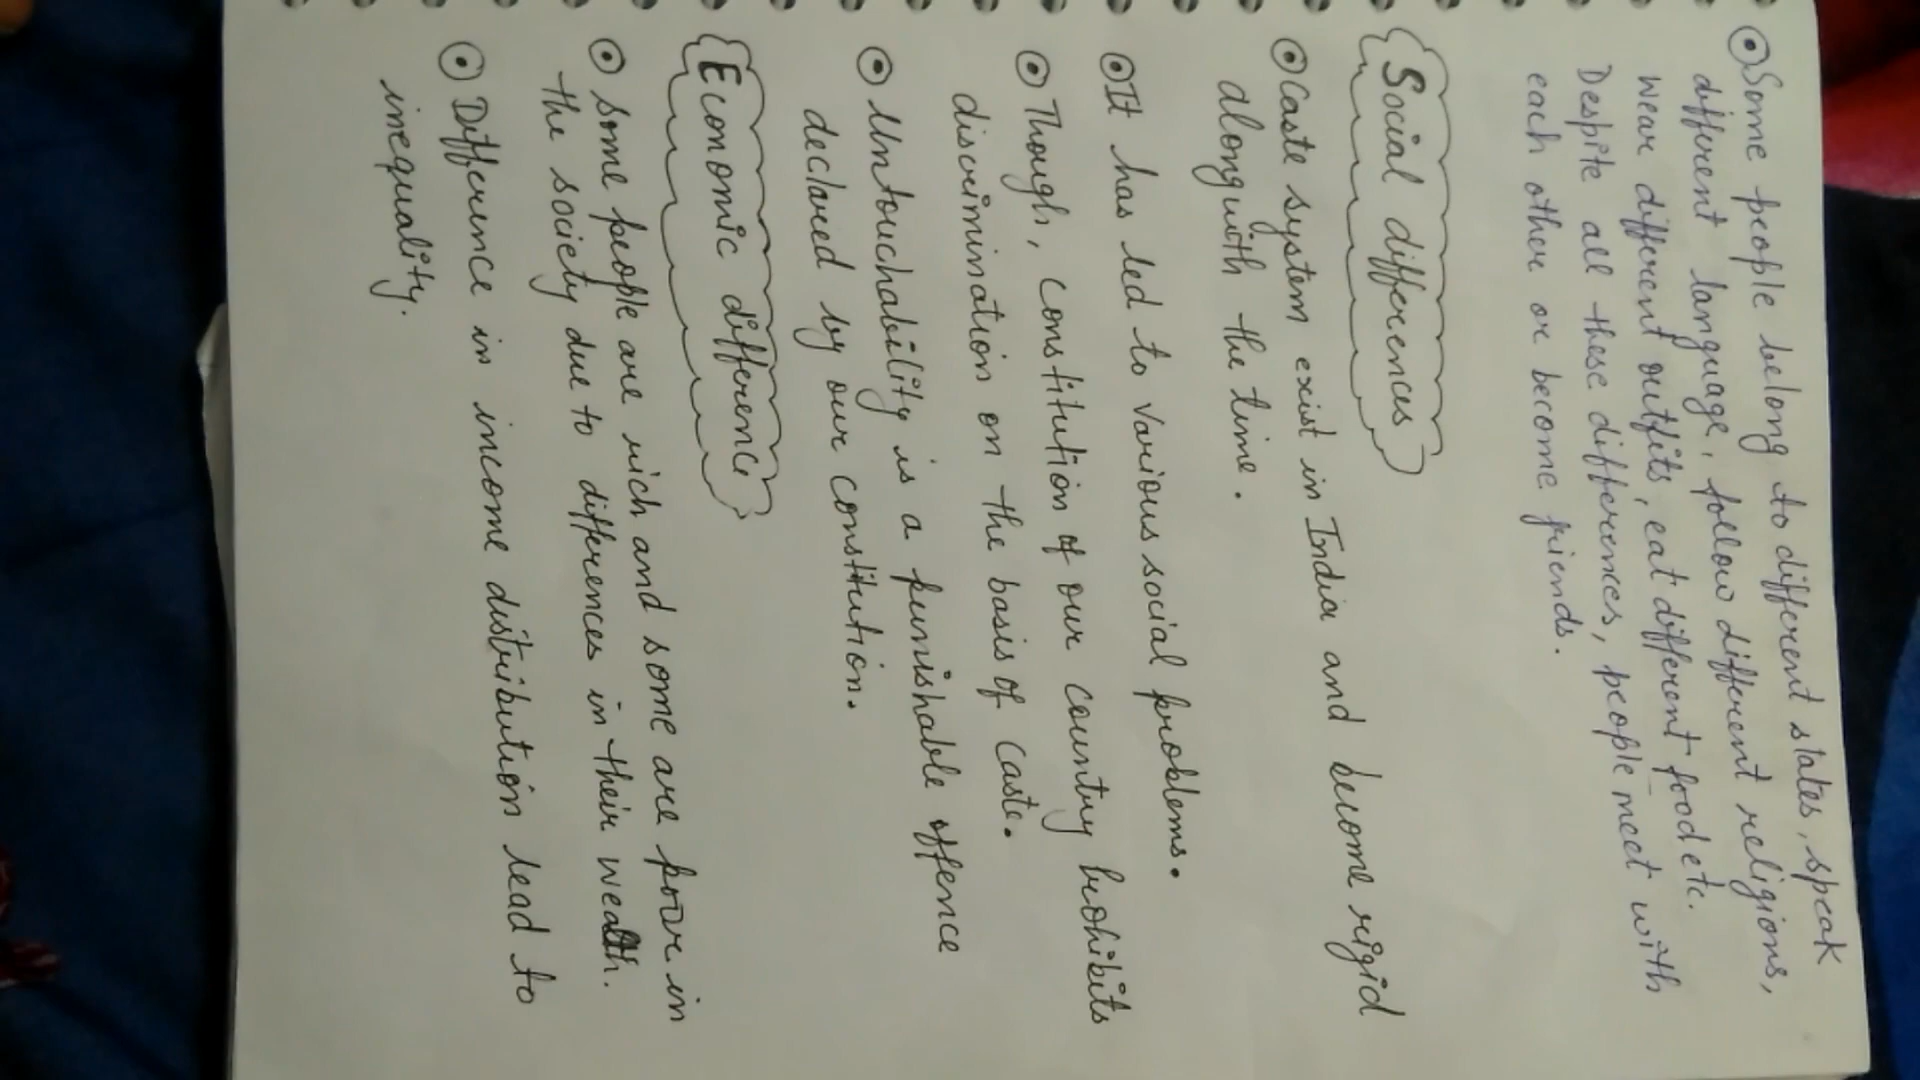 Some people belong to different states, speak
different language, follow different religions,
wear different outfits, eat different food etc.
Despite all these differences, people meet with
each other or become friends.
Social differences
Caste system exist in India and become rigid
alongwith the time.
It has led to various social problems.
Though, constitution of our country prohibits
discrimination on the basis of caste.
Untouchability is a punishable offence
declared by our constitution.
Economic difference
some people are rich and some are poor in
the society due to differences in their wealth.
Difference in income distribution lead to
inequality.